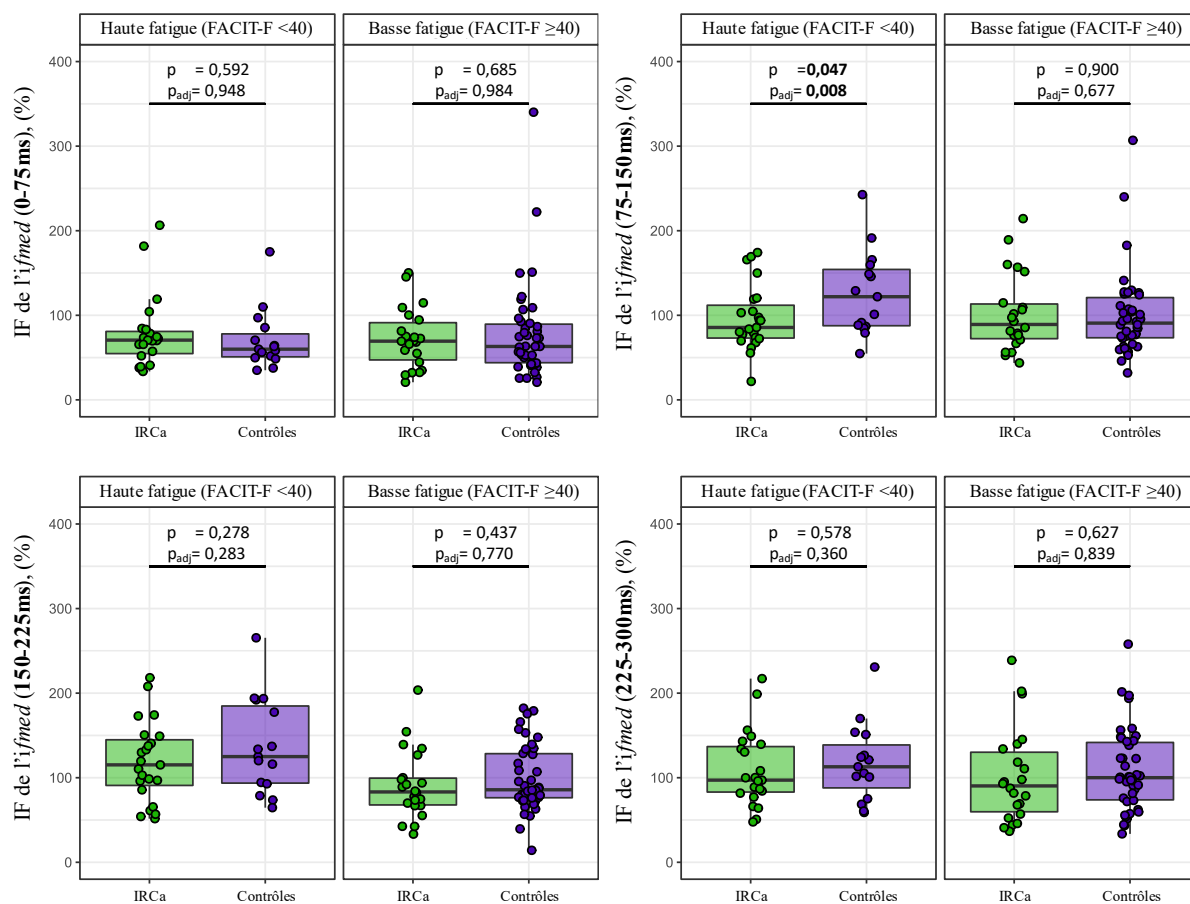 Haute fatigue (FACIT-F <40)
Basse fatigue (FACIT-F ≥40)
p = 0,592
padj= 0,948
p = 0,685
padj= 0,984
IF de l'ifmed (0-75ms), (%)
400
300
200
100
0
IRCa
Contrôles
IRCa
Contrôles
Haute fatigue (FACIT-F <40)
Basse fatigue (FACIT-F ≥40)
p =0,047
padj= 0,008
p = 0,900
padj= 0,677
IF de l'ifmed (75-150ms), (%)
400
300
200
100
0
IRCa
Contrôles
IRCa
Contrôles
Haute fatigue (FACIT-F <40)
Basse fatigue (FACIT-F ≥40)
p = 0,278
padj= 0,283
p = 0,437
padj= 0,770
IF de l'ifmed (150-225ms), (%)
400
300
200
100
0
IRCa
Contrôles
IRCa
Contrôles
Haute fatigue (FACIT-F <40)
Basse fatigue (FACIT-F ≥40)
p = 0,578
padj= 0,360
p = 0,627
padj= 0,839
IF de l'ifmed (225-300ms), (%)
400
300
200
100
0
IRCa
Contrôles
IRCa
Contrôles